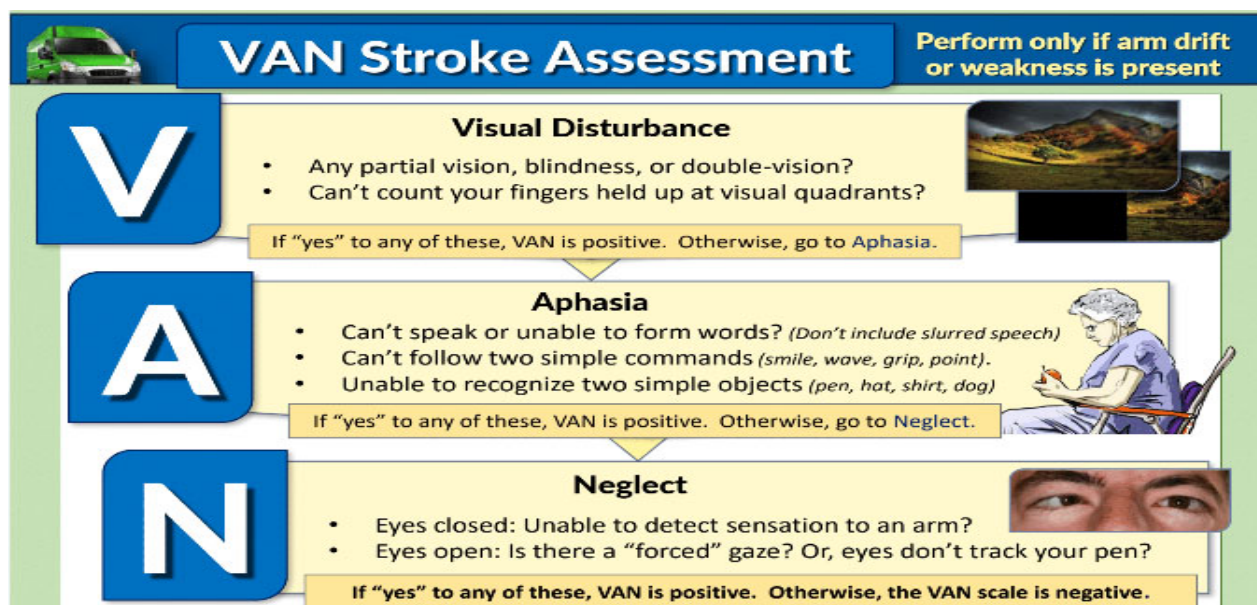 VAN Stroke Assessment
Perform only if arm drift
or weakness is present
V
Visual Disturbance
• Any partial vision, blindness, or double-vision?
• Can’t count your fingers held up at visual quadrants?
If “yes” to any of these, VAN is positive. Otherwise, go to Aphasia.
A
Aphasia
• Can’t speak or unable to form words? (Don’t include slurred speech)
• Can’t follow two simple commands (smile, wave, grip, point).
• Unable to recognize two simple objects (pen, hat, shirt, dog)
If “yes” to any of these, VAN is positive. Otherwise, go to Neglect.
N
Neglect
• Eyes closed: Unable to detect sensation to an arm?
• Eyes open: Is there a “forced” gaze? Or, eyes don’t track your pen?
If “yes” to any of these, VAN is positive. Otherwise, the VAN scale is negative.